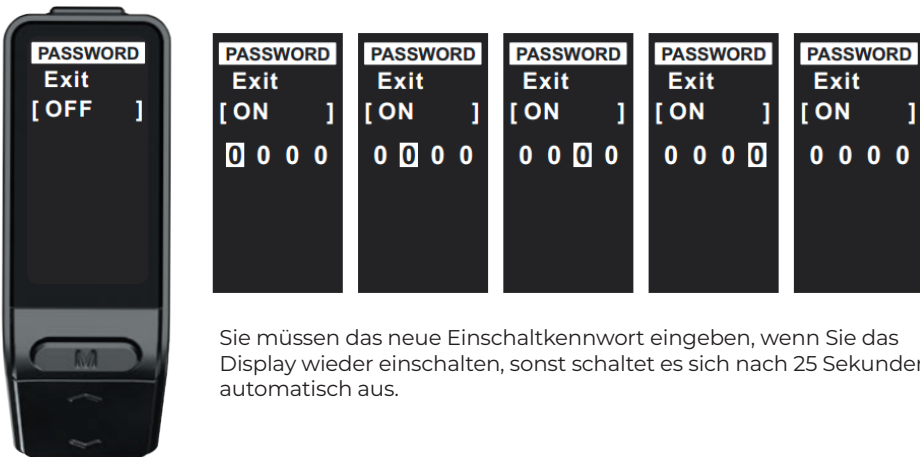 PASSWORD
Exit
[ OFF ]
M
PASSWORD
Exit
[ ON ]
0 0 0 0
PASSWORD
Exit
[ ON ]
0 0 0 0
PASSWORD
Exit
[ ON ]
0 0 0 0
PASSWORD
Exit
[ ON ]
0 0 0 0
PASSWORD
Exit
[ ON ]
0 0 0 0
Sie müssen das neue Einschaltkennwort eingeben, wenn Sie das
Display wieder einschalten, sonst schaltet es sich nach 25 Sekunden
automatisch aus.